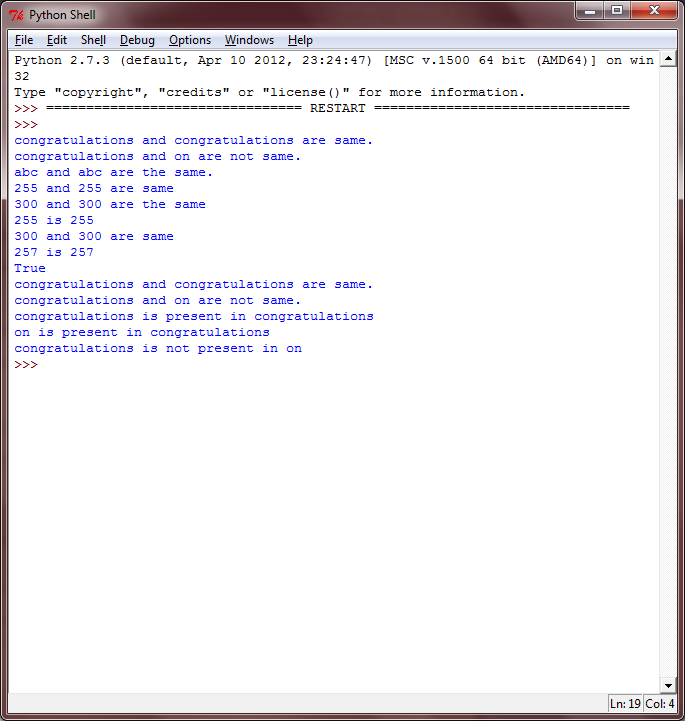 Python Shell
File Edit Shell Debug Options Windows Help
Python 2.7.3 (default, Apr 10 2012, 23:24:47) [MSC v.1500 64 bit (AMD64)] on win
32
Type "copyright", "credits" or "license()" for more information.
>>> ================================ RESTART ================================
>>>
congratulations and congratulations are same.
congratulations and on are not same.
abc and abc are the same.
255 and 255 are same
300 and 300 are the same
255 is 255
300 and 300 are same
257 is 257
True
congratulations and congratulations are same.
congratulations and on are not same.
congratulations is present in congratulations
on is present in congratulations
congratulations is not present in on
>>>
Ln: 19 Col: 4